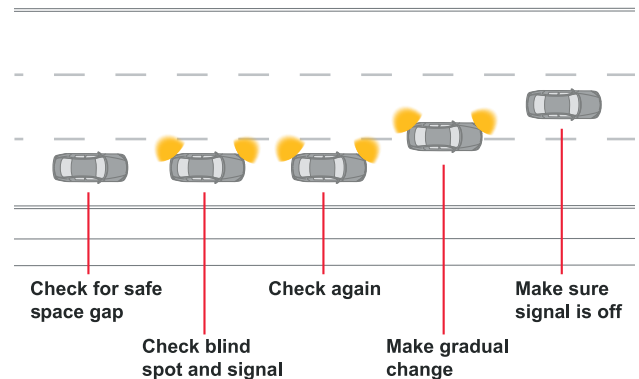 Check for safe
space gap
Check blind
spot and signal
Check again
Make gradual
change
Make sure
signal is off